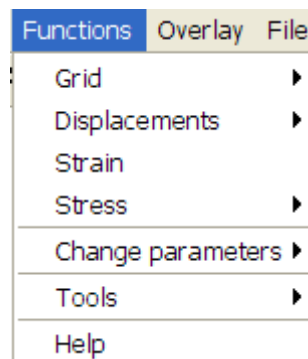 Functions Overlay File
Grid
Displacements
Strain
Stress
Change parameters
Tools
Help